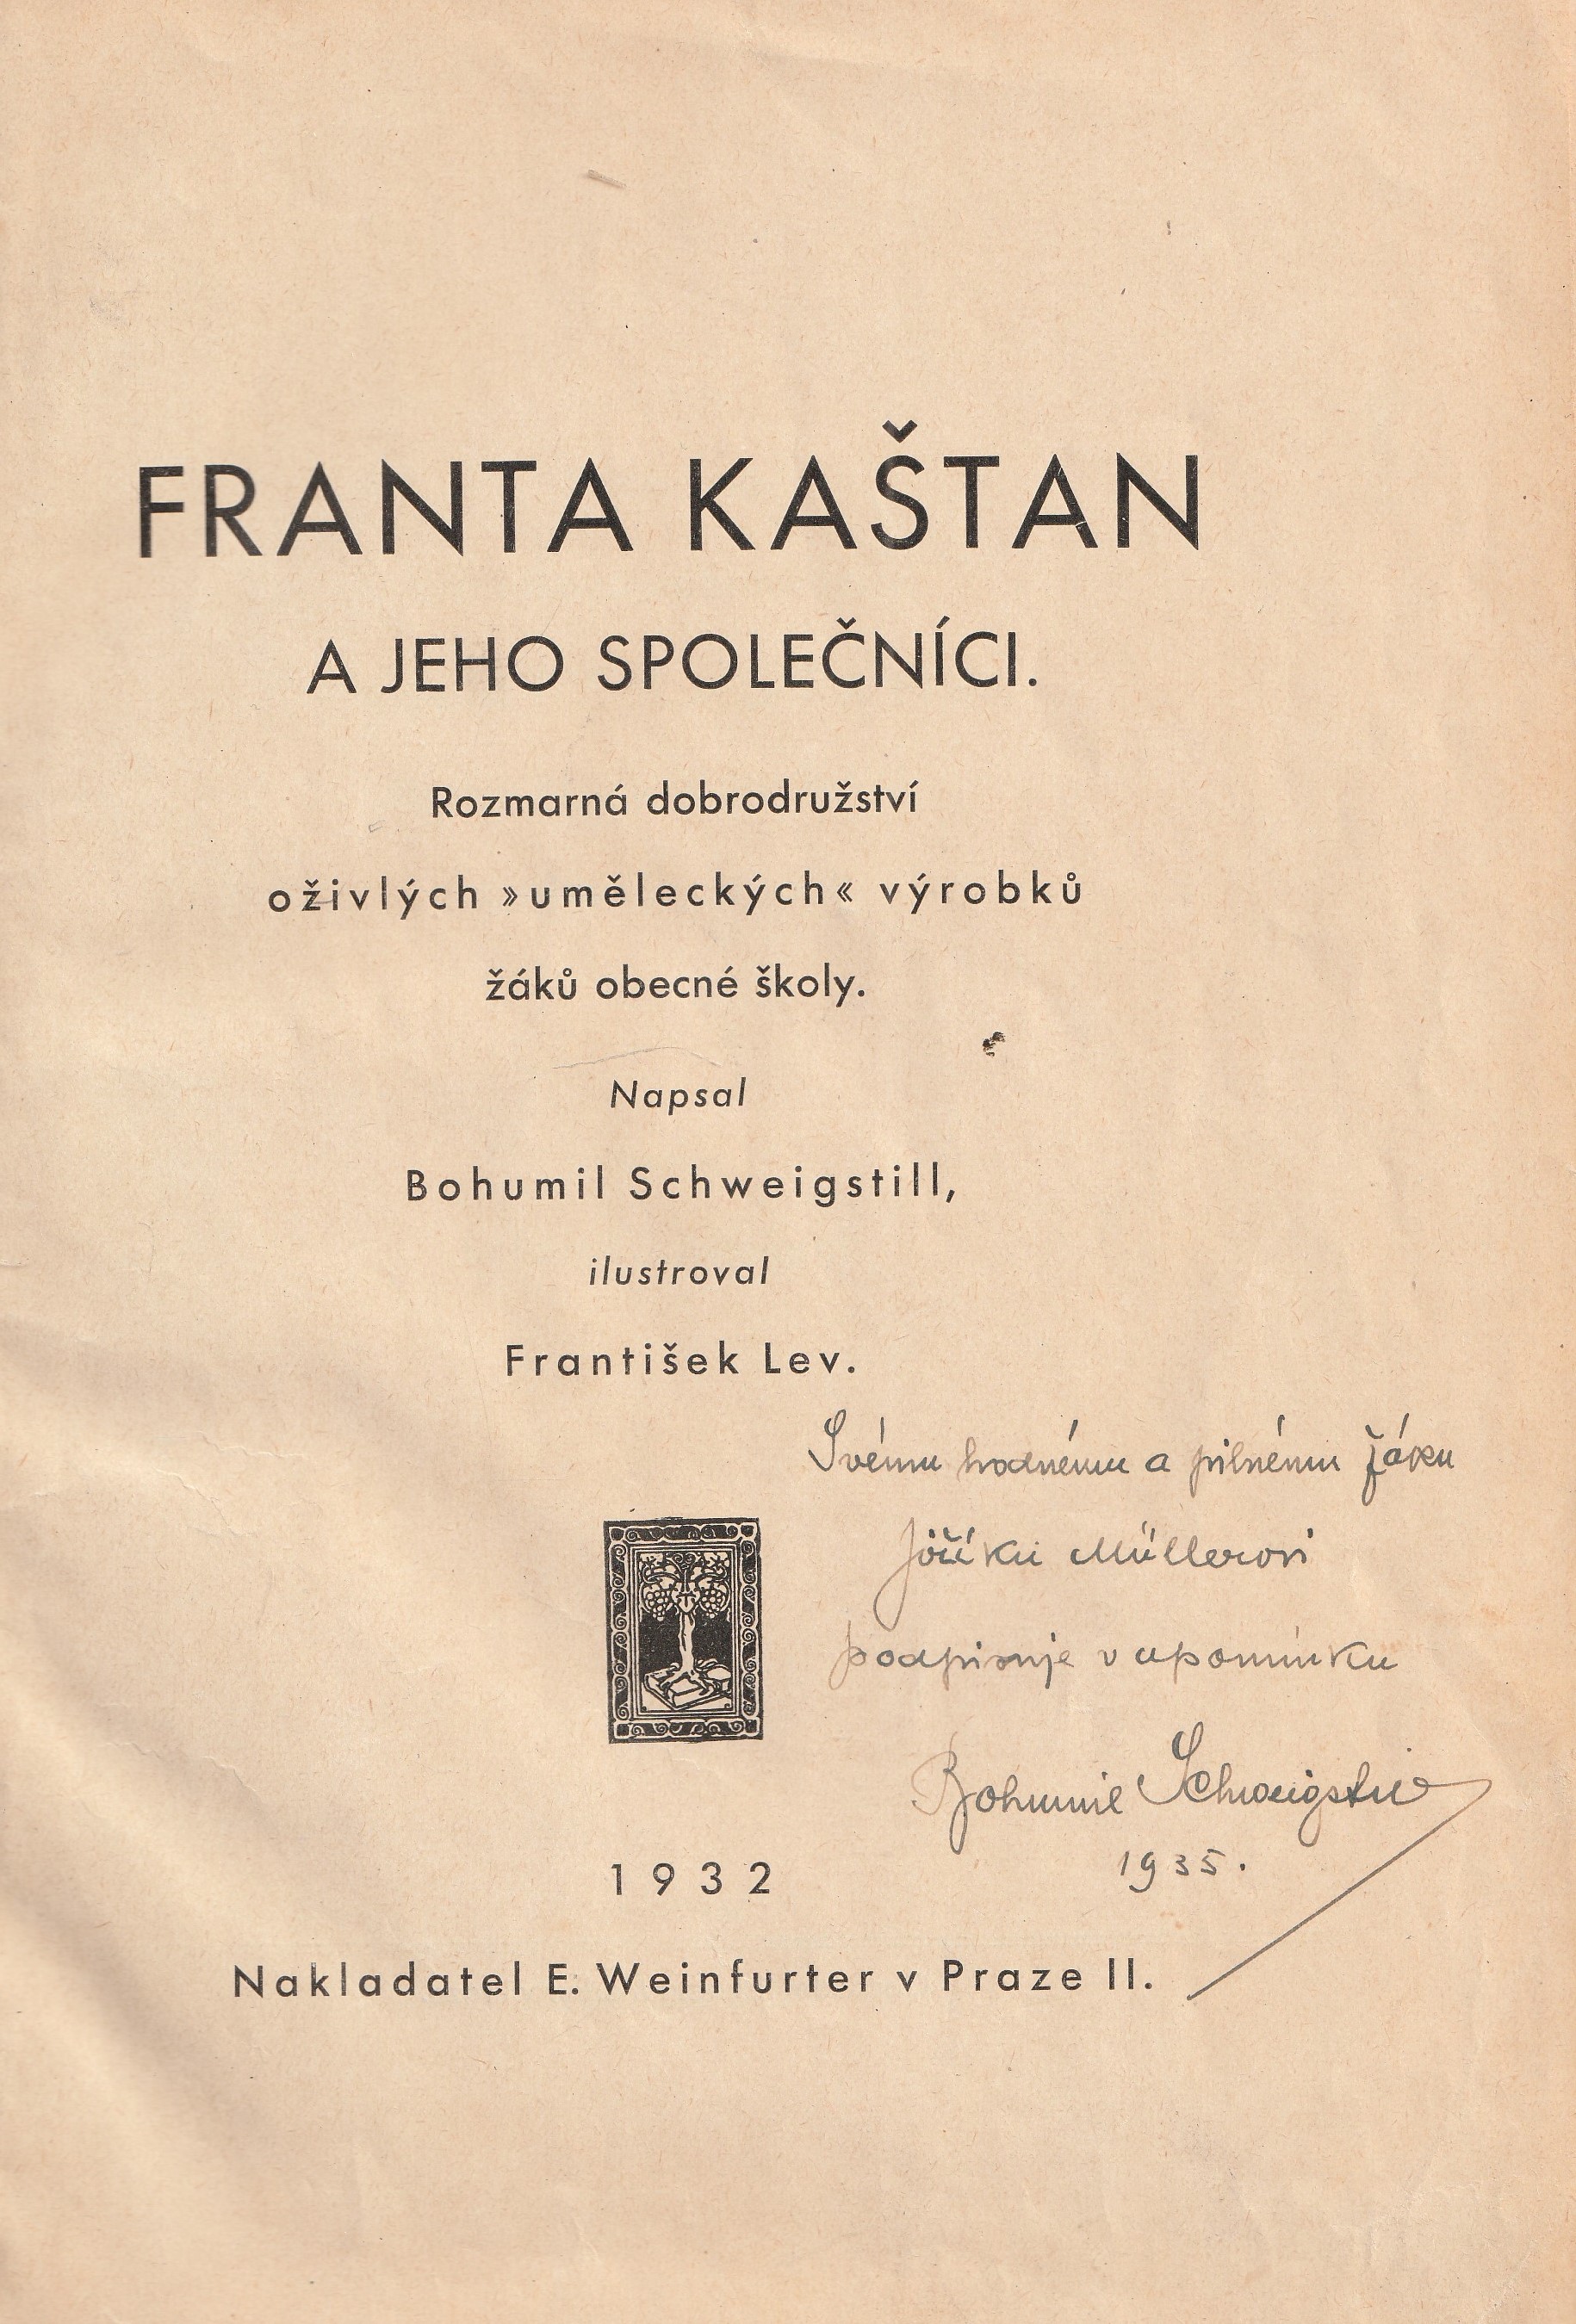 FRANTA KAŠTAN
A JEHO SPOLEČNÍCI.
Rozmarná dobrodružství
oživlých »uměleckých« výrobků
žáků obecné školy.
Napsal
Bohumil Schweigstill,
ilustroval
František Lev.
Svému hodnému a pilnému žáku
Jiříku Müllerovi
podpisuje v upomínku
Bohumil Schweigstill
1935.
1932
Nakladatel E. Weinfurter v Praze II.